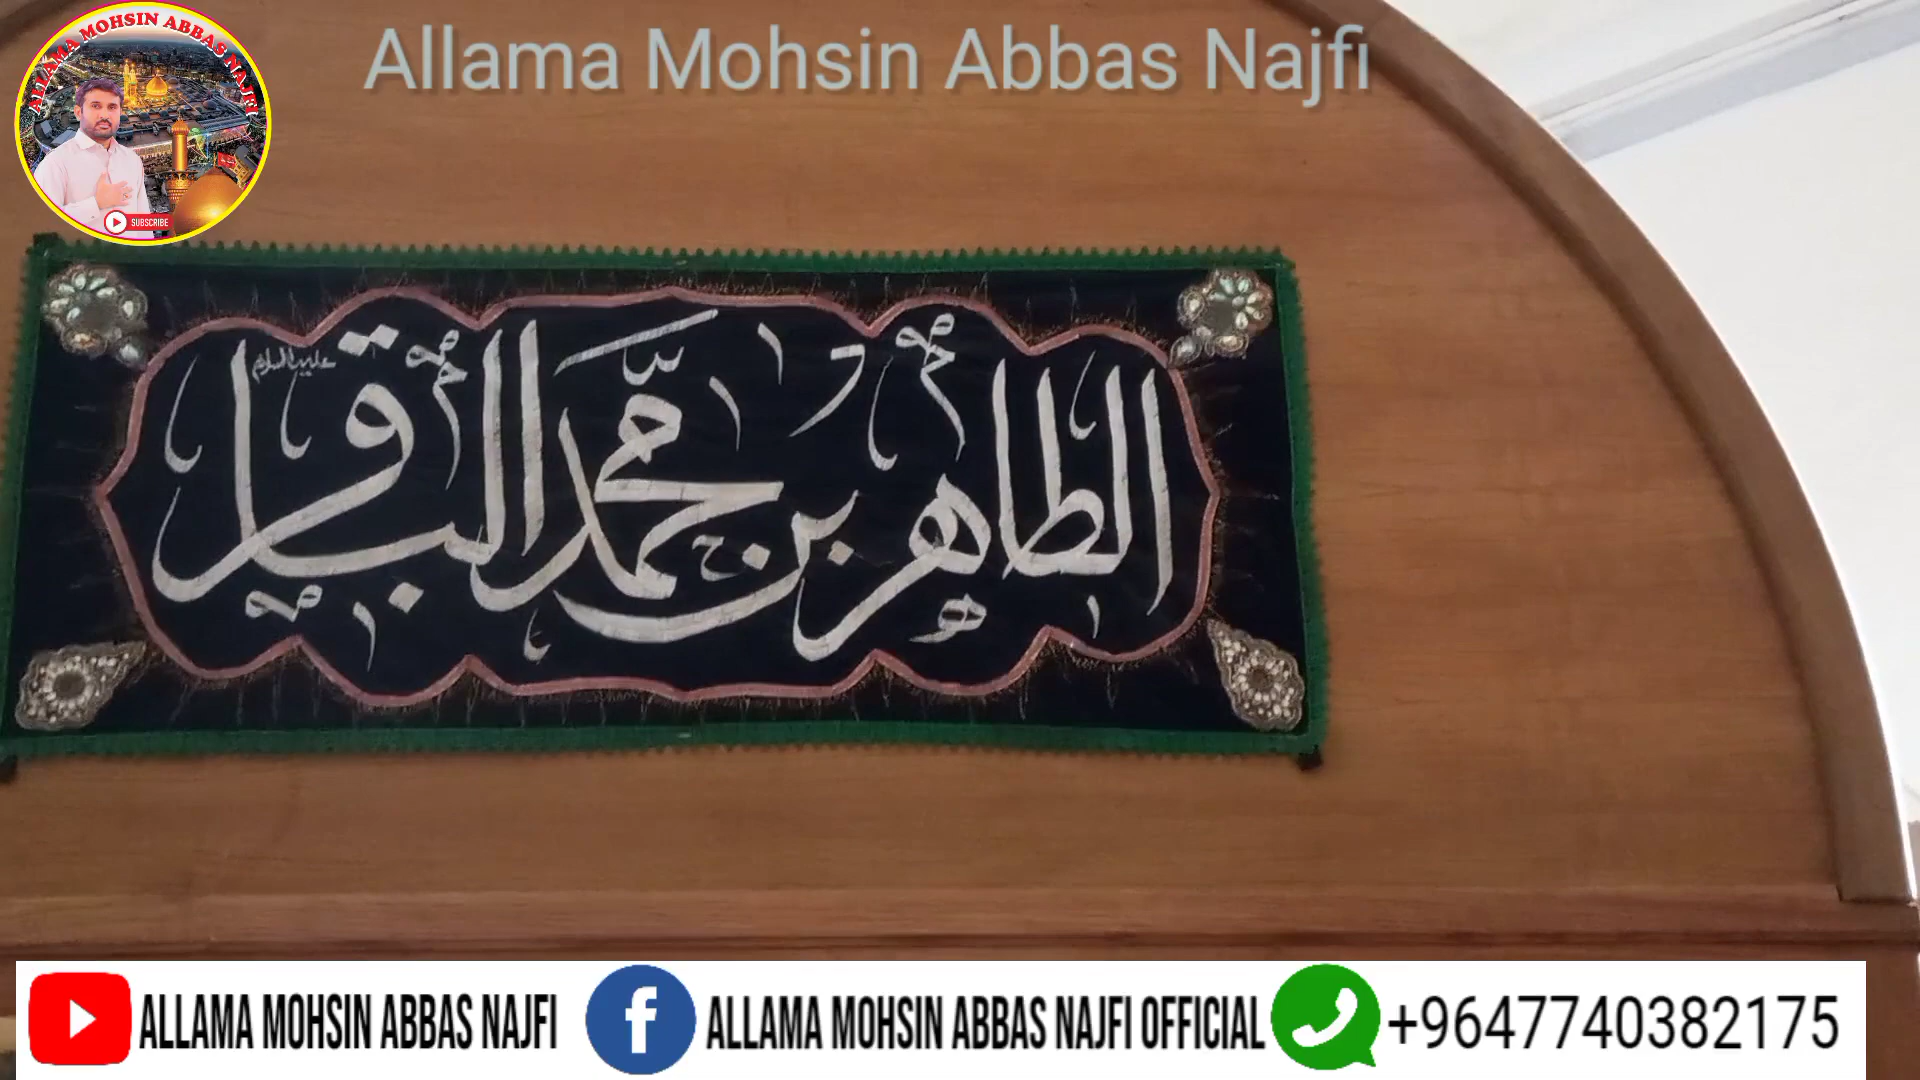 ALLAMA MOHSIN ABBAS NAJFI
SUBSCRIBE
Allama Mohsin Abbas Najfi
الطاهر بن محمد الباقر
عليه السلام
ALLAMA MOHSIN ABBAS NAJFI
ALLAMA MOHSIN ABBAS NAJFI OFFICIAL
+9647740382175